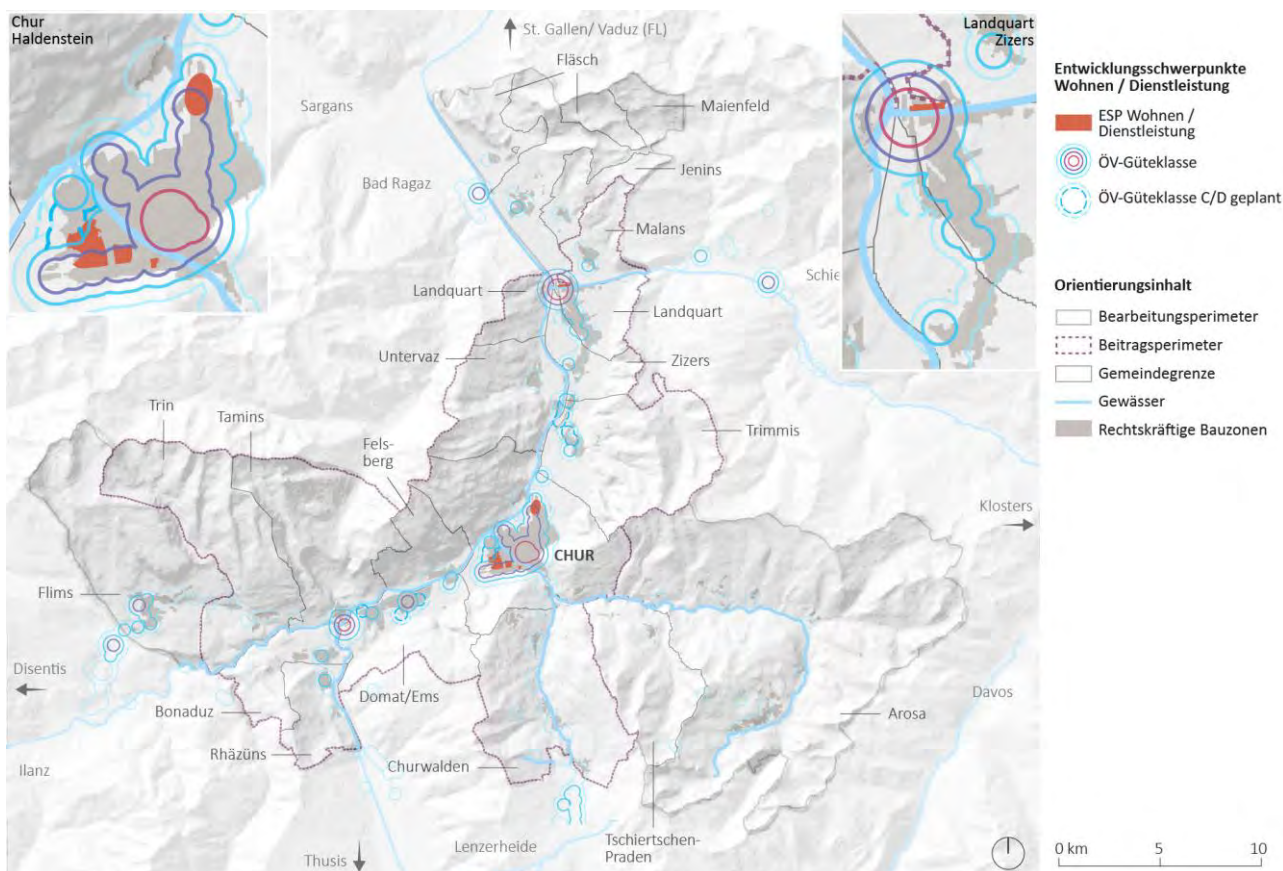 Chur
Haldenstein
St. Gallen/ Vaduz (FL)
Landquart
Zizers
Fläsch
Sargans
Maienfeld
Jenins
Bad Ragaz
Malans
Schie
Landquart
Landquart
Untervaz
Zizers
Trin
Tamins
Fels-
berg
Trimmis
Klosters
CHUR
Flims
Disentis
Domat/Ems
Davos
Bonaduz
Arosa
Rhäzüns
Churwalden
Ilanz
Tschiertschen-
Praden
Lenzerheide
Thusis
Entwicklungsschwerpunkte
Wohnen / Dienstleistung
ESP Wohnen /
Dienstleistung
ÖV-Güteklasse
ÖV-Güteklasse C/D geplant
Orientierungsinhalt
Bearbeitungsperimeter
Beitragsperimeter
Gemeindegrenze
Gewässer
Rechtskräftige Bauzonen
0 km 5 10